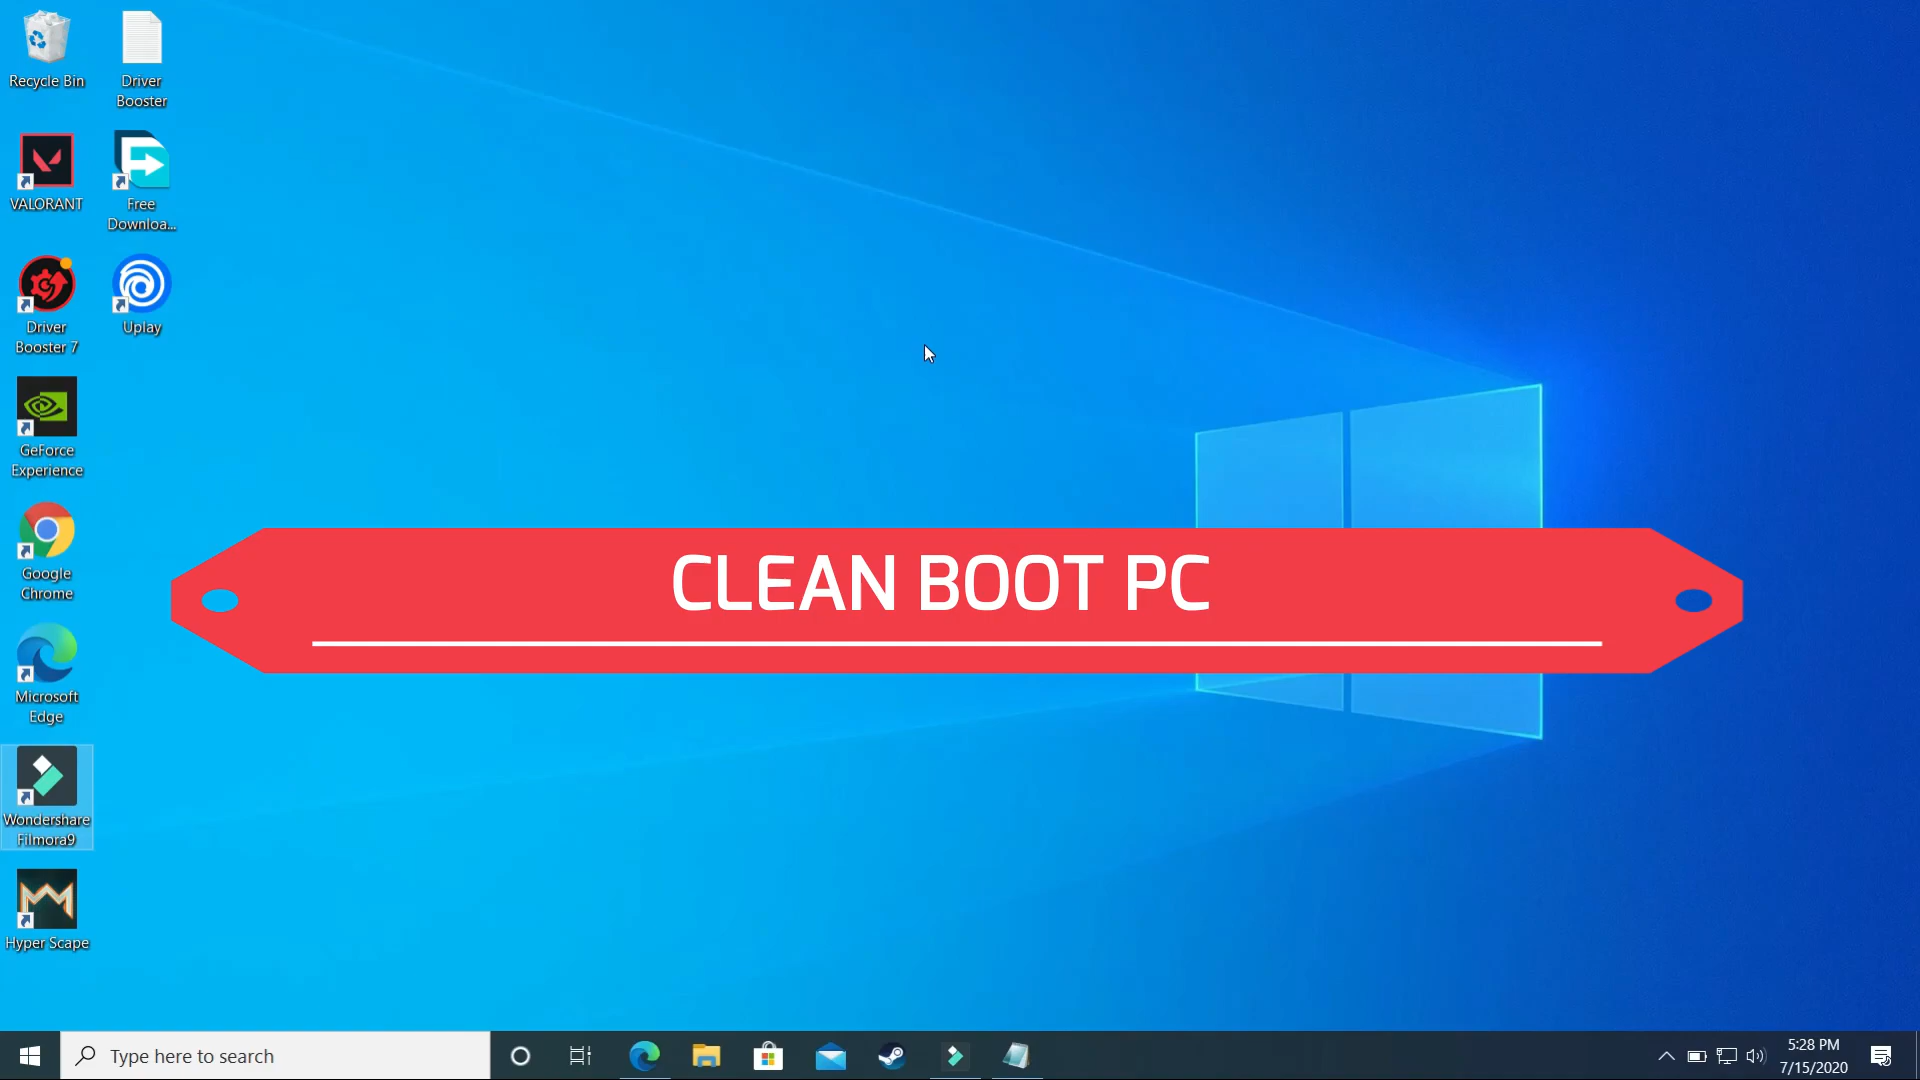 Recycle Bin
Driver
Booster
VALORANT
Free
Downloa...
Driver
Booster 7
Uplay
GeForce
Experience
Google
Chrome
CLEAN BOOT PC
Microsoft
Edge
Wondershare
Filmora9
Hyper Scape
Type here to search
5:28 PM
7/15/2020